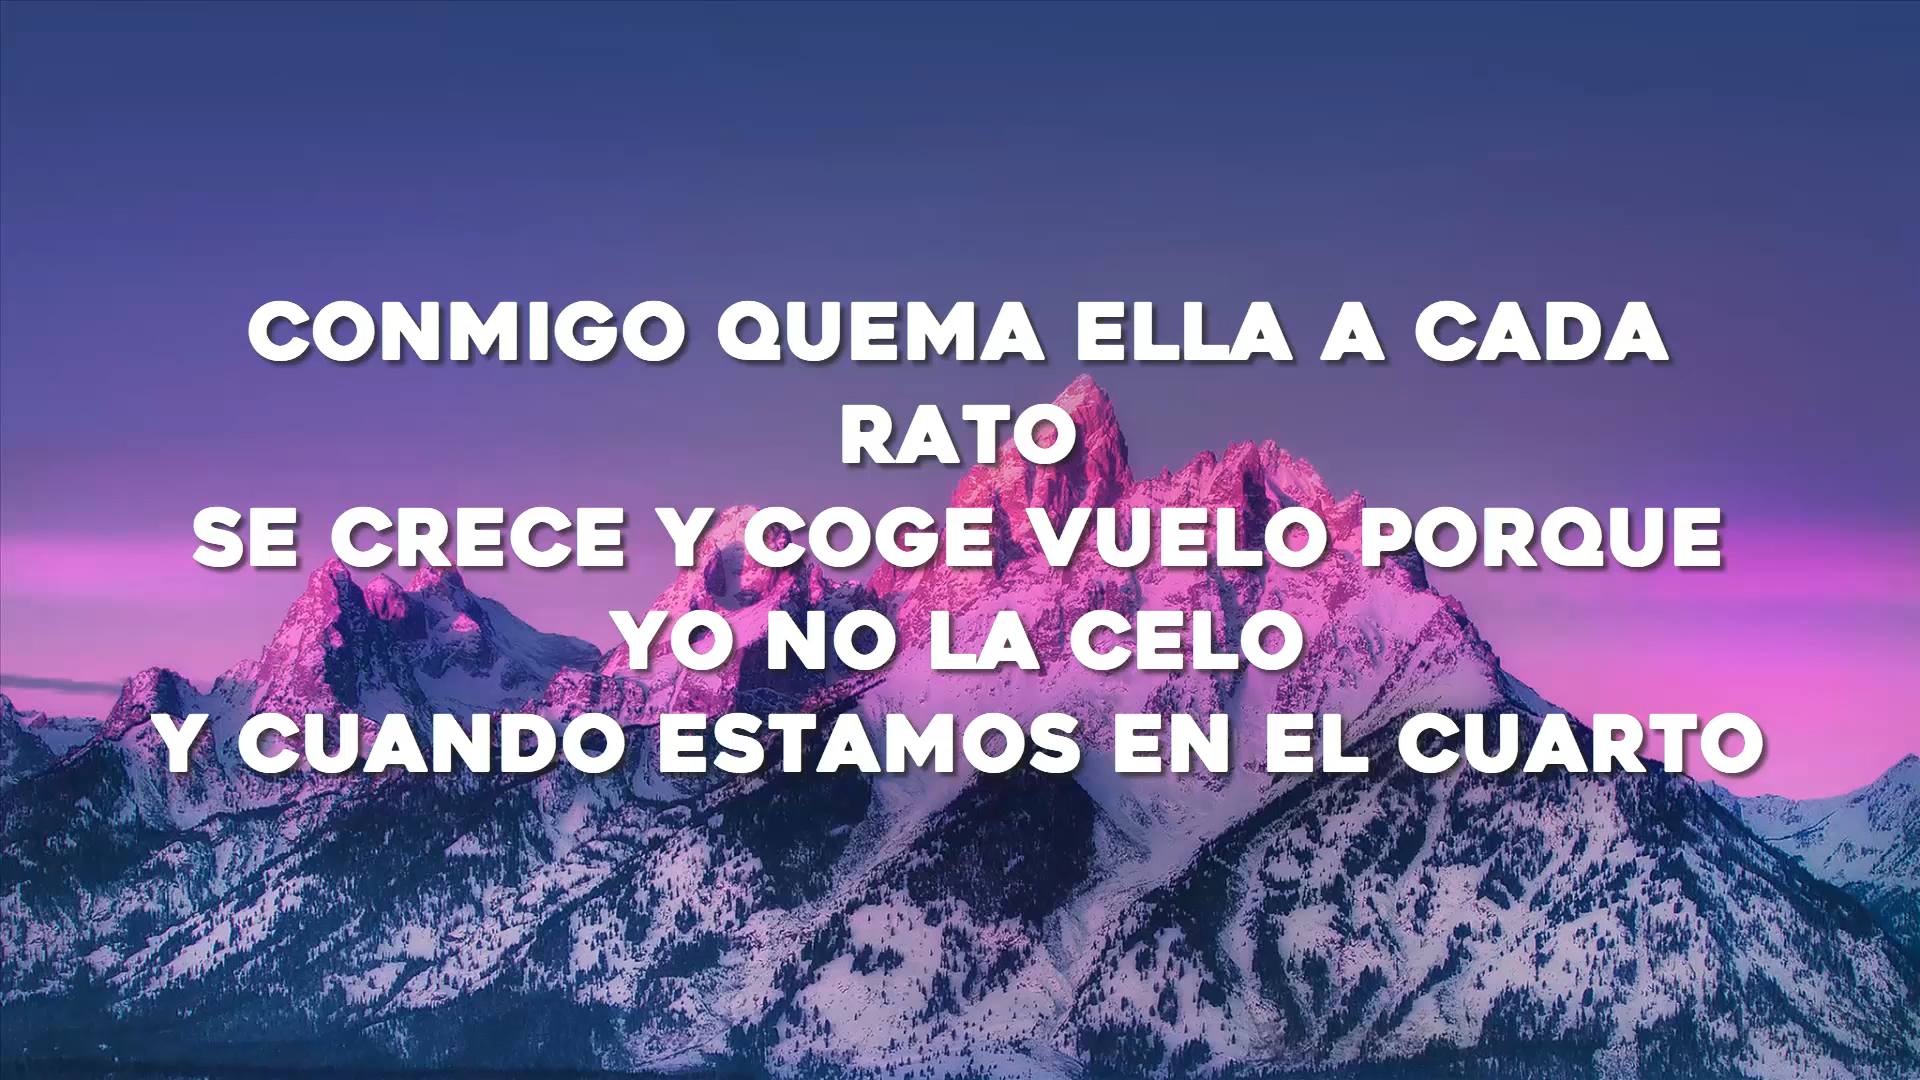 CONMIGO QUEMA ELLA A CADA
RATO
SE CRECE Y COGE VUELO PORQUE
YO NO LA CELO
Y CUANDO ESTAMOS EN EL CUARTO